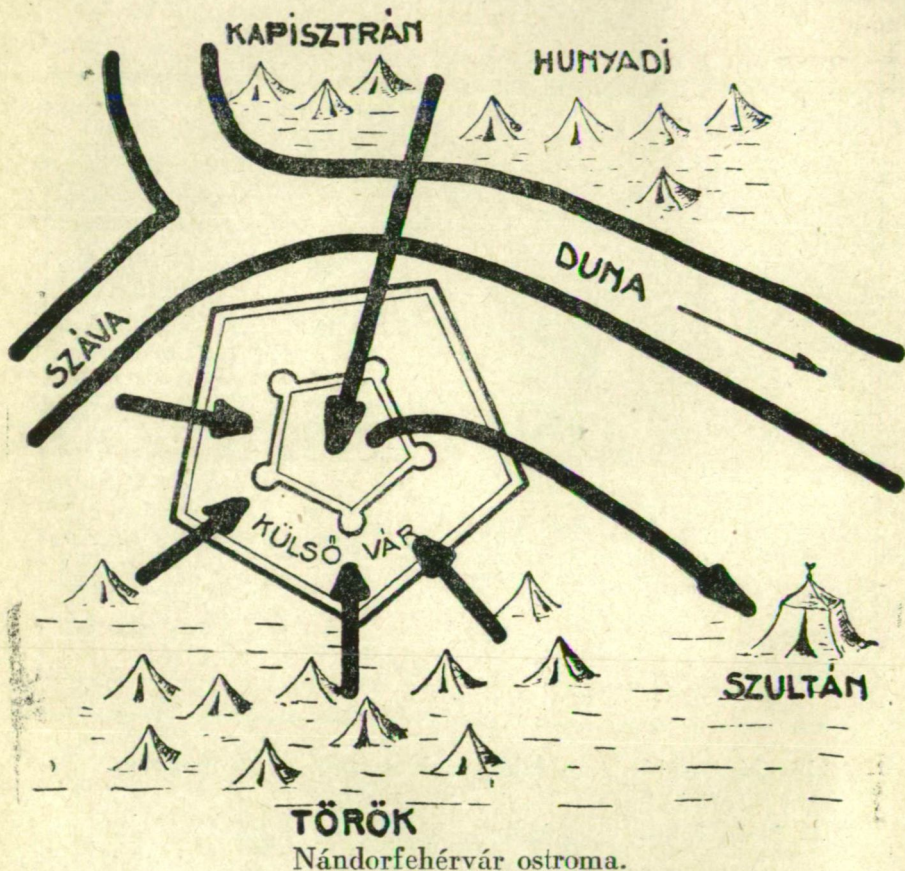 KAPISZTRÁN
HUNYADI
DUNA
SZÁVA
KÜLSŐ VÁR
SZULTÁN
TÖRÖK
Nándorfehérvár ostroma.